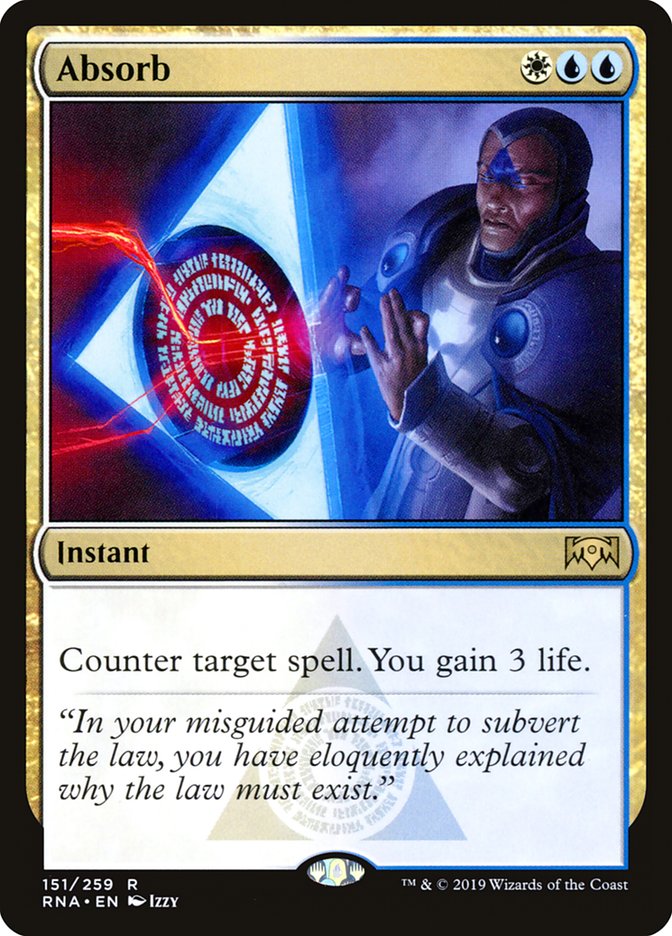 Absorb
Instant
Counter target spell. You gain 3 life.
“In your misguided attempt to subvert
the law, you have eloquently explained
why the law must exist.”
151/259 R
RNA • EN Izzy
™ & © 2019 Wizards of the Coast